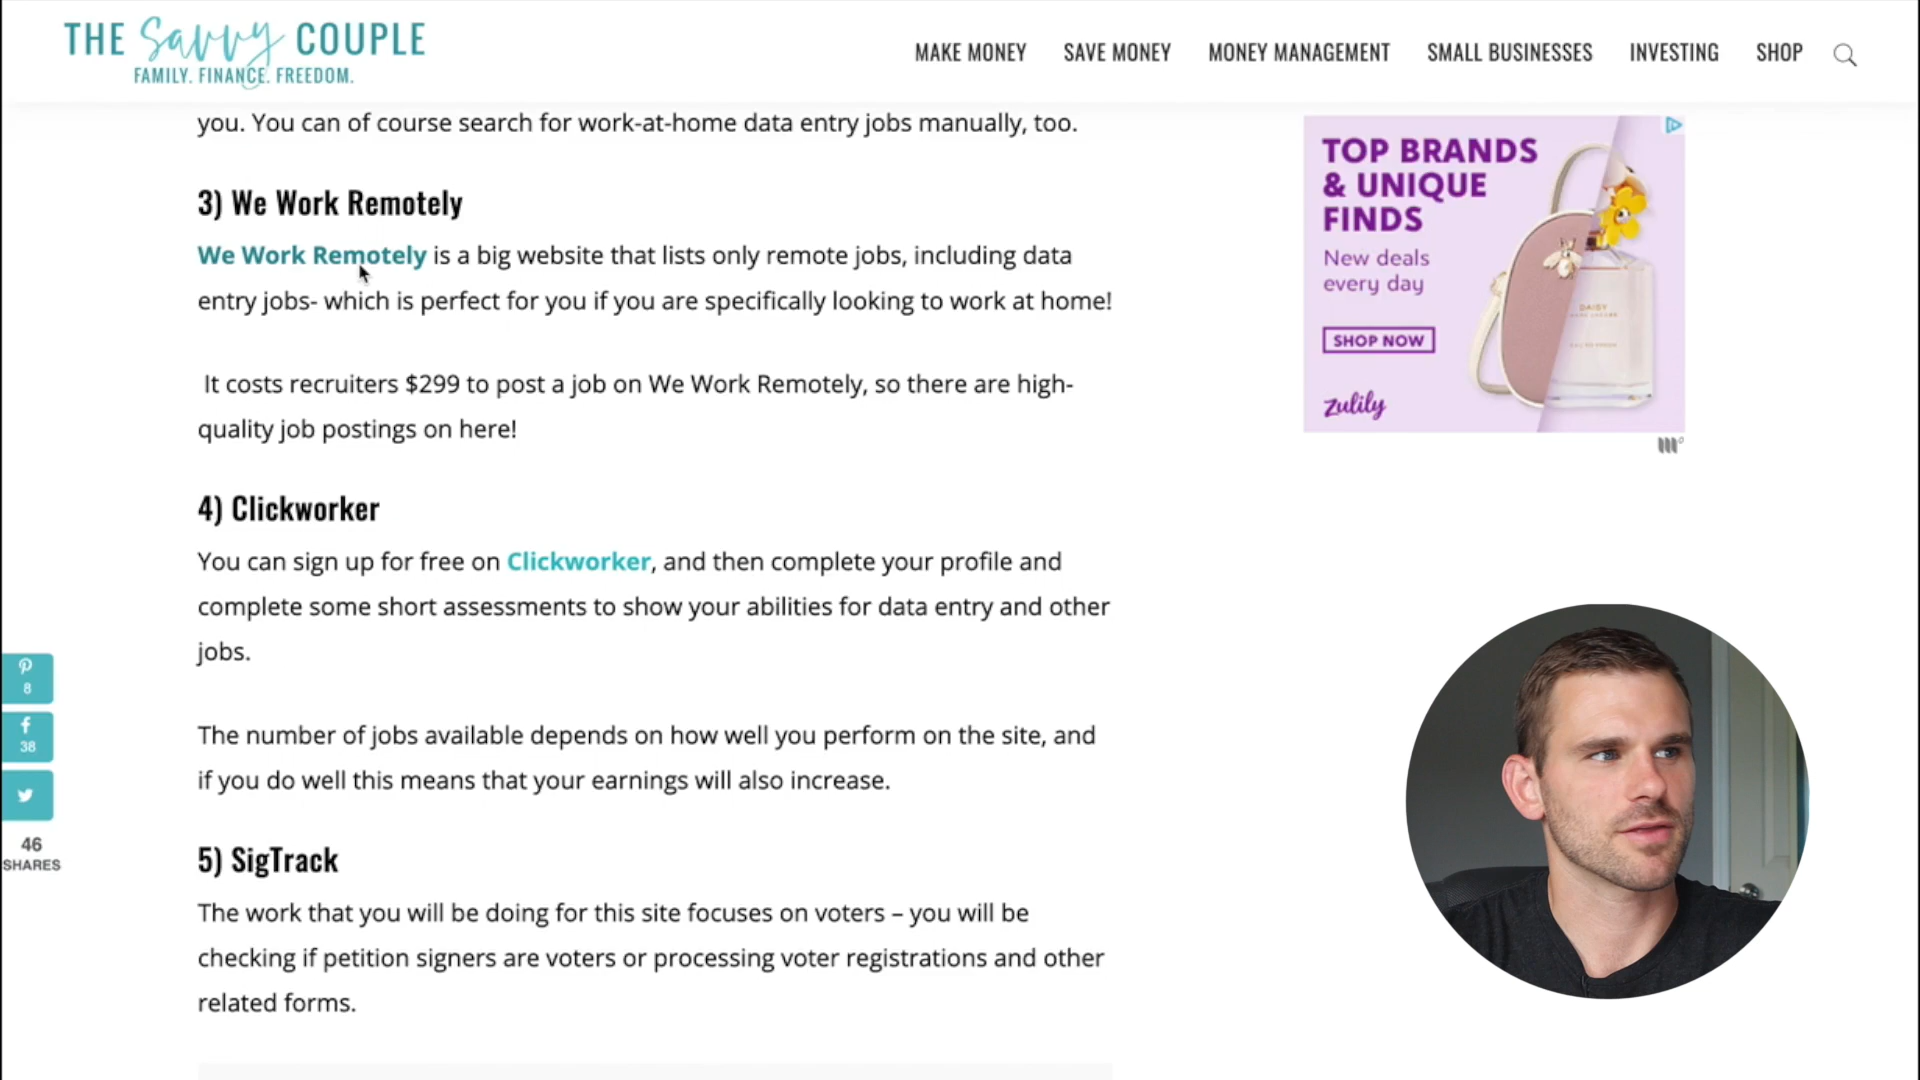 THE Savvy COUPLE
FAMILY. FINANCE. FREEDOM.
MAKE MONEY
SAVE MONEY
MONEY MANAGEMENT
SMALL BUSINESSES
INVESTING
SHOP
you. You can of course search for work-at-home data entry jobs manually, too.
3) We Work Remotely
We Work Remotely is a big website that lists only remote jobs, including data
entry jobs- which is perfect for you if you are specifically looking to work at home!
It costs recruiters $299 to post a job on We Work Remotely, so there are high-
quality job postings on here!
4) Clickworker
You can sign up for free on Clickworker, and then complete your profile and
complete some short assessments to show your abilities for data entry and other
jobs.
The number of jobs available depends on how well you perform on the site, and
if you do well this means that your earnings will also increase.
5) SigTrack
The work that you will be doing for this site focuses on voters – you will be
checking if petition signers are voters or processing voter registrations and other
related forms.
8
38
46
SHARES
TOP BRANDS
& UNIQUE
FINDS
New deals
every day
SHOP NOW
zulily
DAISY